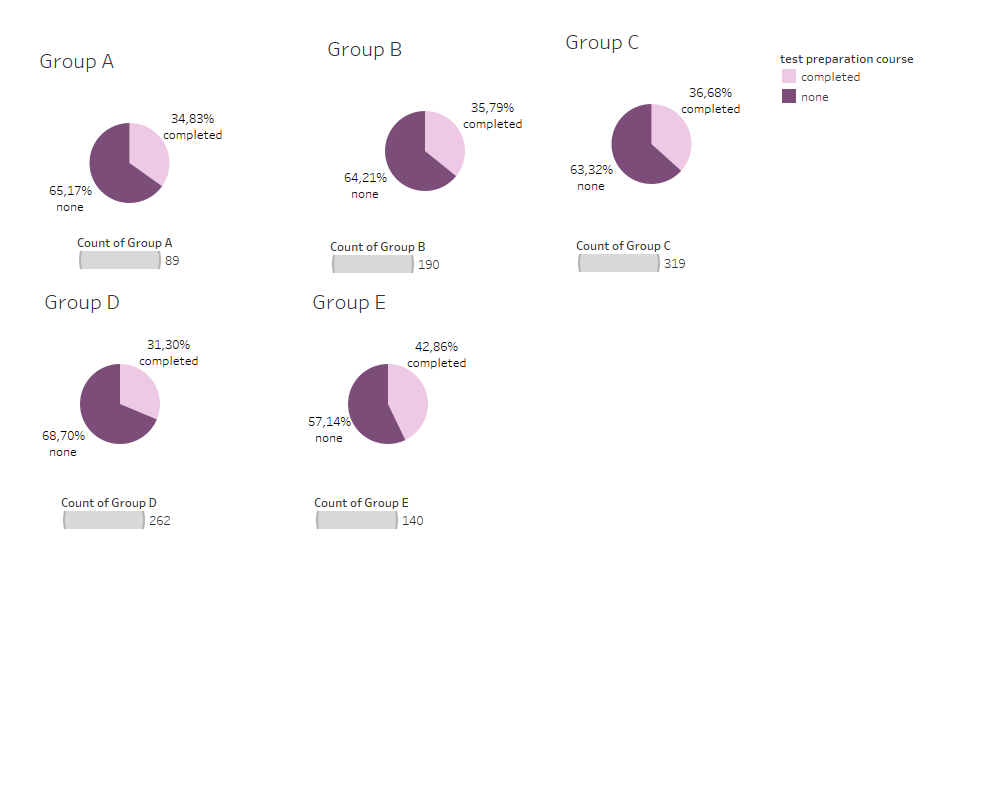 Group A
34,83%
completed
65,17%
none
Count of Group A
89
Group B
35,79%
completed
64,21%
none
Count of Group B
190
Group C
36,68%
completed
63,32%
none
Count of Group C
319
test preparation course
completed
none
Group D
31,30%
completed
68,70%
none
Count of Group D
262
Group E
42,86%
completed
57,14%
none
Count of Group E
140